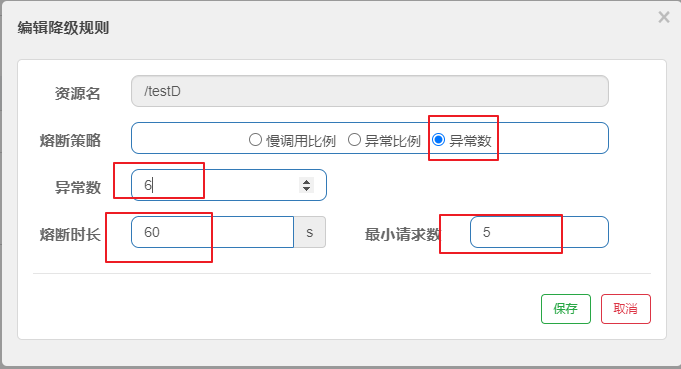 编辑降级规则 ×
资源名 /testD
熔断策略 慢调用比例 异常比例 异常数
异常数 6
熔断时长 60 s 最小请求数 5
保存 取消